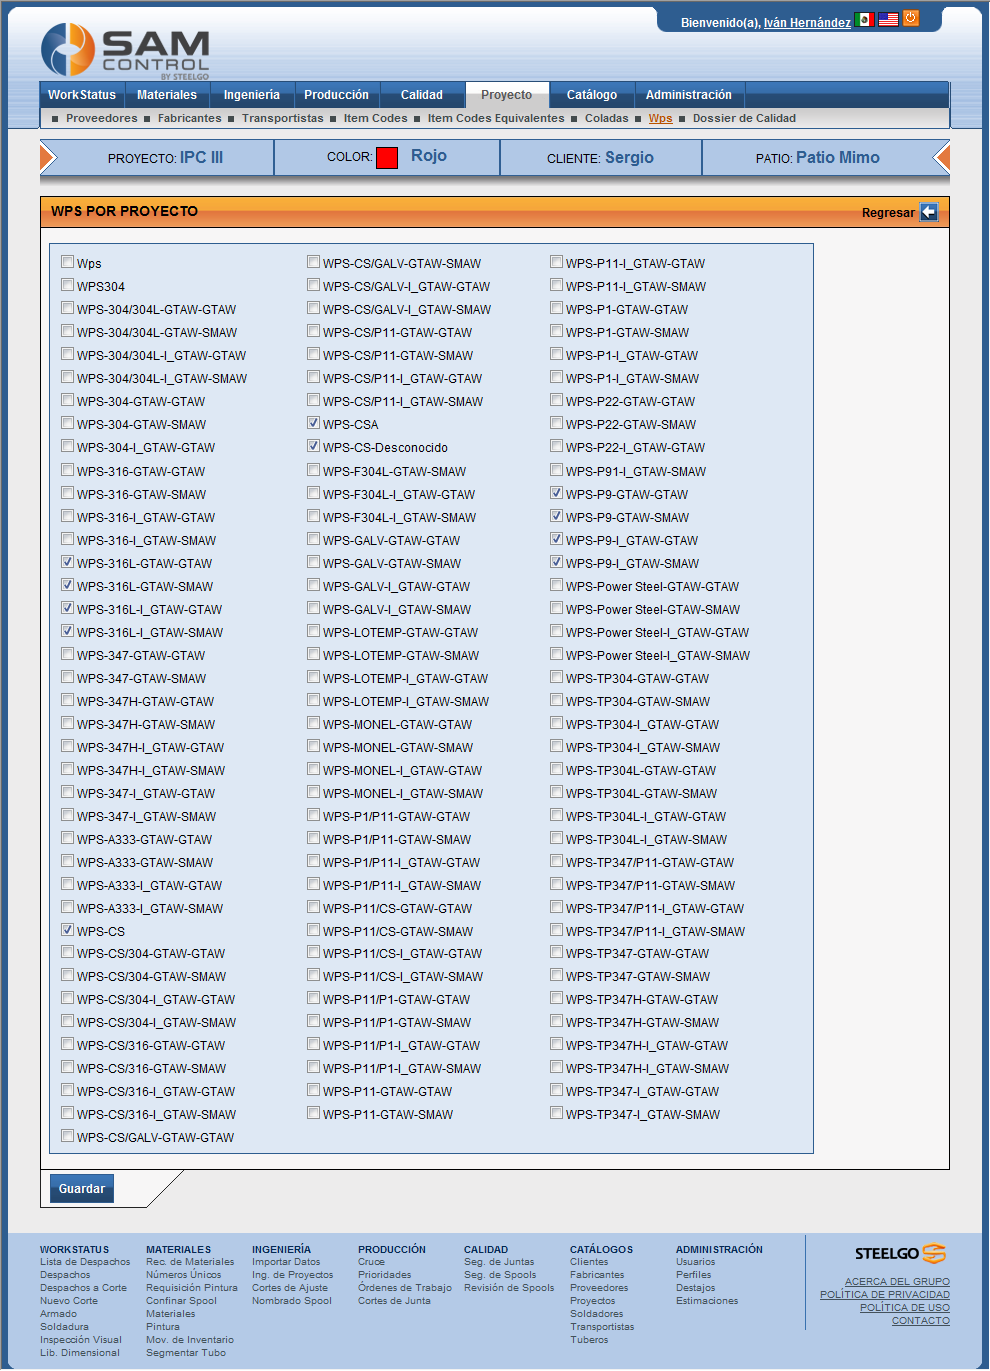 Bienvenido(a), Iván Hernández
SAM
CONTROL
BY STEELGO
WorkStatus Materiales Ingeniería Producción Calidad Proyecto Catálogo Administración
Proveedores Fabricantes Transportistas Item Codes Item Codes Equivalentes Coladas Wps Dossier de Calidad
PROYECTO: IPC III COLOR: Rojo CLIENTE: Sergio PATIO: Patio Mimo
WPS POR PROYECTO Regresar
Wps
WPS304
WPS-304/304L-GTAW-GTAW
WPS-304/304L-GTAW-SMAW
WPS-304/304L-I_GTAW-GTAW
WPS-304/304L-I_GTAW-SMAW
WPS-304-GTAW-GTAW
WPS-304-GTAW-SMAW
WPS-304-I_GTAW-GTAW
WPS-316-GTAW-GTAW
WPS-316-GTAW-SMAW
WPS-316-I_GTAW-GTAW
WPS-316-I_GTAW-SMAW
WPS-316L-GTAW-GTAW
WPS-316L-GTAW-SMAW
WPS-316L-I_GTAW-GTAW
WPS-316L-I_GTAW-SMAW
WPS-347-GTAW-GTAW
WPS-347-GTAW-SMAW
WPS-347H-GTAW-GTAW
WPS-347H-GTAW-SMAW
WPS-347H-I_GTAW-GTAW
WPS-347H-I_GTAW-SMAW
WPS-347-I_GTAW-GTAW
WPS-347-I_GTAW-SMAW
WPS-A333-GTAW-GTAW
WPS-A333-GTAW-SMAW
WPS-A333-I_GTAW-GTAW
WPS-A333-I_GTAW-SMAW
WPS-CS
WPS-CS/304-GTAW-GTAW
WPS-CS/304-GTAW-SMAW
WPS-CS/304-I_GTAW-GTAW
WPS-CS/304-I_GTAW-SMAW
WPS-CS/316-GTAW-GTAW
WPS-CS/316-GTAW-SMAW
WPS-CS/316-I_GTAW-GTAW
WPS-CS/316-I_GTAW-SMAW
WPS-CS/GALV-GTAW-GTAW
WPS-CS/GALV-GTAW-SMAW
WPS-CS/GALV-I_GTAW-GTAW
WPS-CS/GALV-I_GTAW-SMAW
WPS-CS/P11-GTAW-GTAW
WPS-CS/P11-GTAW-SMAW
WPS-CS/P11-I_GTAW-GTAW
WPS-CS/P11-I_GTAW-SMAW
WPS-CSA
WPS-CS-Desconocido
WPS-F304L-GTAW-SMAW
WPS-F304L-I_GTAW-GTAW
WPS-F304L-I_GTAW-SMAW
WPS-GALV-GTAW-GTAW
WPS-GALV-GTAW-SMAW
WPS-GALV-I_GTAW-GTAW
WPS-GALV-I_GTAW-SMAW
WPS-LOTEMP-GTAW-GTAW
WPS-LOTEMP-GTAW-SMAW
WPS-LOTEMP-I_GTAW-GTAW
WPS-LOTEMP-I_GTAW-SMAW
WPS-MONEL-GTAW-GTAW
WPS-MONEL-GTAW-SMAW
WPS-MONEL-I_GTAW-GTAW
WPS-MONEL-I_GTAW-SMAW
WPS-P1/P11-GTAW-GTAW
WPS-P1/P11-GTAW-SMAW
WPS-P1/P11-I_GTAW-GTAW
WPS-P1/P11-I_GTAW-SMAW
WPS-P11/CS-GTAW-GTAW
WPS-P11/CS-GTAW-SMAW
WPS-P11/CS-I_GTAW-GTAW
WPS-P11/CS-I_GTAW-SMAW
WPS-P11/P1-GTAW-GTAW
WPS-P11/P1-GTAW-SMAW
WPS-P11/P1-I_GTAW-GTAW
WPS-P11/P1-I_GTAW-SMAW
WPS-P11-GTAW-GTAW
WPS-P11-GTAW-SMAW
WPS-P11-I_GTAW-GTAW
WPS-P11-I_GTAW-SMAW
WPS-P1-GTAW-GTAW
WPS-P1-GTAW-SMAW
WPS-P1-I_GTAW-GTAW
WPS-P1-I_GTAW-SMAW
WPS-P22-GTAW-GTAW
WPS-P22-GTAW-SMAW
WPS-P22-I_GTAW-GTAW
WPS-P91-I_GTAW-SMAW
WPS-P9-GTAW-GTAW
WPS-P9-GTAW-SMAW
WPS-P9-I_GTAW-GTAW
WPS-P9-I_GTAW-SMAW
WPS-Power Steel-GTAW-GTAW
WPS-Power Steel-GTAW-SMAW
WPS-Power Steel-I_GTAW-GTAW
WPS-Power Steel-I_GTAW-SMAW
WPS-TP304-GTAW-GTAW
WPS-TP304-GTAW-SMAW
WPS-TP304-I_GTAW-GTAW
WPS-TP304-I_GTAW-SMAW
WPS-TP304L-GTAW-GTAW
WPS-TP304L-GTAW-SMAW
WPS-TP304L-I_GTAW-GTAW
WPS-TP304L-I_GTAW-SMAW
WPS-TP347/P11-GTAW-GTAW
WPS-TP347/P11-GTAW-SMAW
WPS-TP347/P11-I_GTAW-GTAW
WPS-TP347/P11-I_GTAW-SMAW
WPS-TP347-GTAW-GTAW
WPS-TP347-GTAW-SMAW
WPS-TP347H-GTAW-GTAW
WPS-TP347H-GTAW-SMAW
WPS-TP347H-I_GTAW-GTAW
WPS-TP347H-I_GTAW-SMAW
WPS-TP347-I_GTAW-GTAW
WPS-TP347-I_GTAW-SMAW
Guardar
WORKSTATUS
Lista de Despachos
Despachos
Despachos a Corte
Nuevo Corte
Armado
Soldadura
Inspección Visual
Lib. Dimensional
MATERIALES
Rec. de Materiales
Números Únicos
Requisición Pintura
Confinar Spool
Materiales
Pintura
Mov. de Inventario
Segmentar Tubo
INGENIERÍA
Importar Datos
Ing. de Proyectos
Cortes de Ajuste
Nombrado Spool
PRODUCCIÓN
Cruce
Prioridades
Órdenes de Trabajo
Cortes de Junta
CALIDAD
Seg. de Juntas
Seg. de Spools
Revisión de Spools
CATÁLOGOS
Clientes
Fabricantes
Proveedores
Proyectos
Soldadores
Transportistas
Tuberos
ADMINISTRACIÓN
Usuarios
Perfiles
Destajos
Estimaciones
STEELGO
ACERCA DEL GRUPO
POLÍTICA DE PRIVACIDAD
POLÍTICA DE USO
CONTACTO